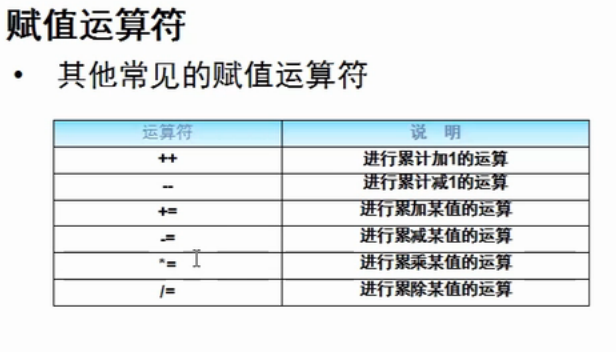 赋值运算符
• 其他常见的赋值运算符
运算符 说 明
++ 进行累计加1的运算
-- 进行累计减1的运算
+= 进行累加某值的运算
-= 进行累减某值的运算
*= 进行累乘某值的运算
/= 进行累除某值的运算